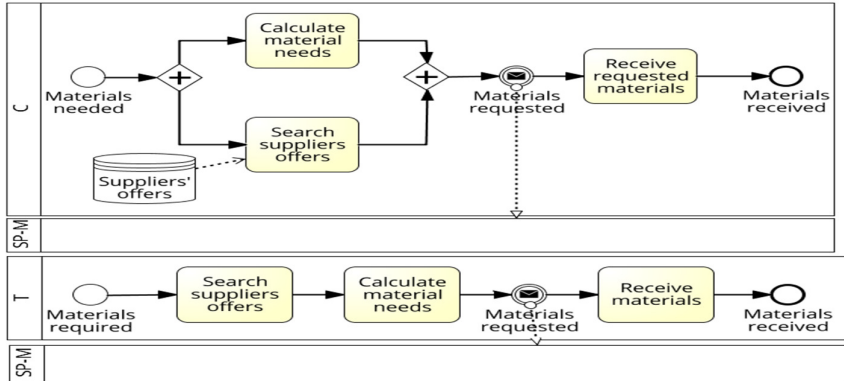 Calculate
material
needs
C
Materials
needed
Materials
requested
Receive
requested
materials
Materials
received
Search
suppliers
offers
Suppliers'
offers
SP-M
T
Materials
required
Search
suppliers
offers
Calculate
material
needs
Materials
requested
Receive
materials
Materials
received
SP-M